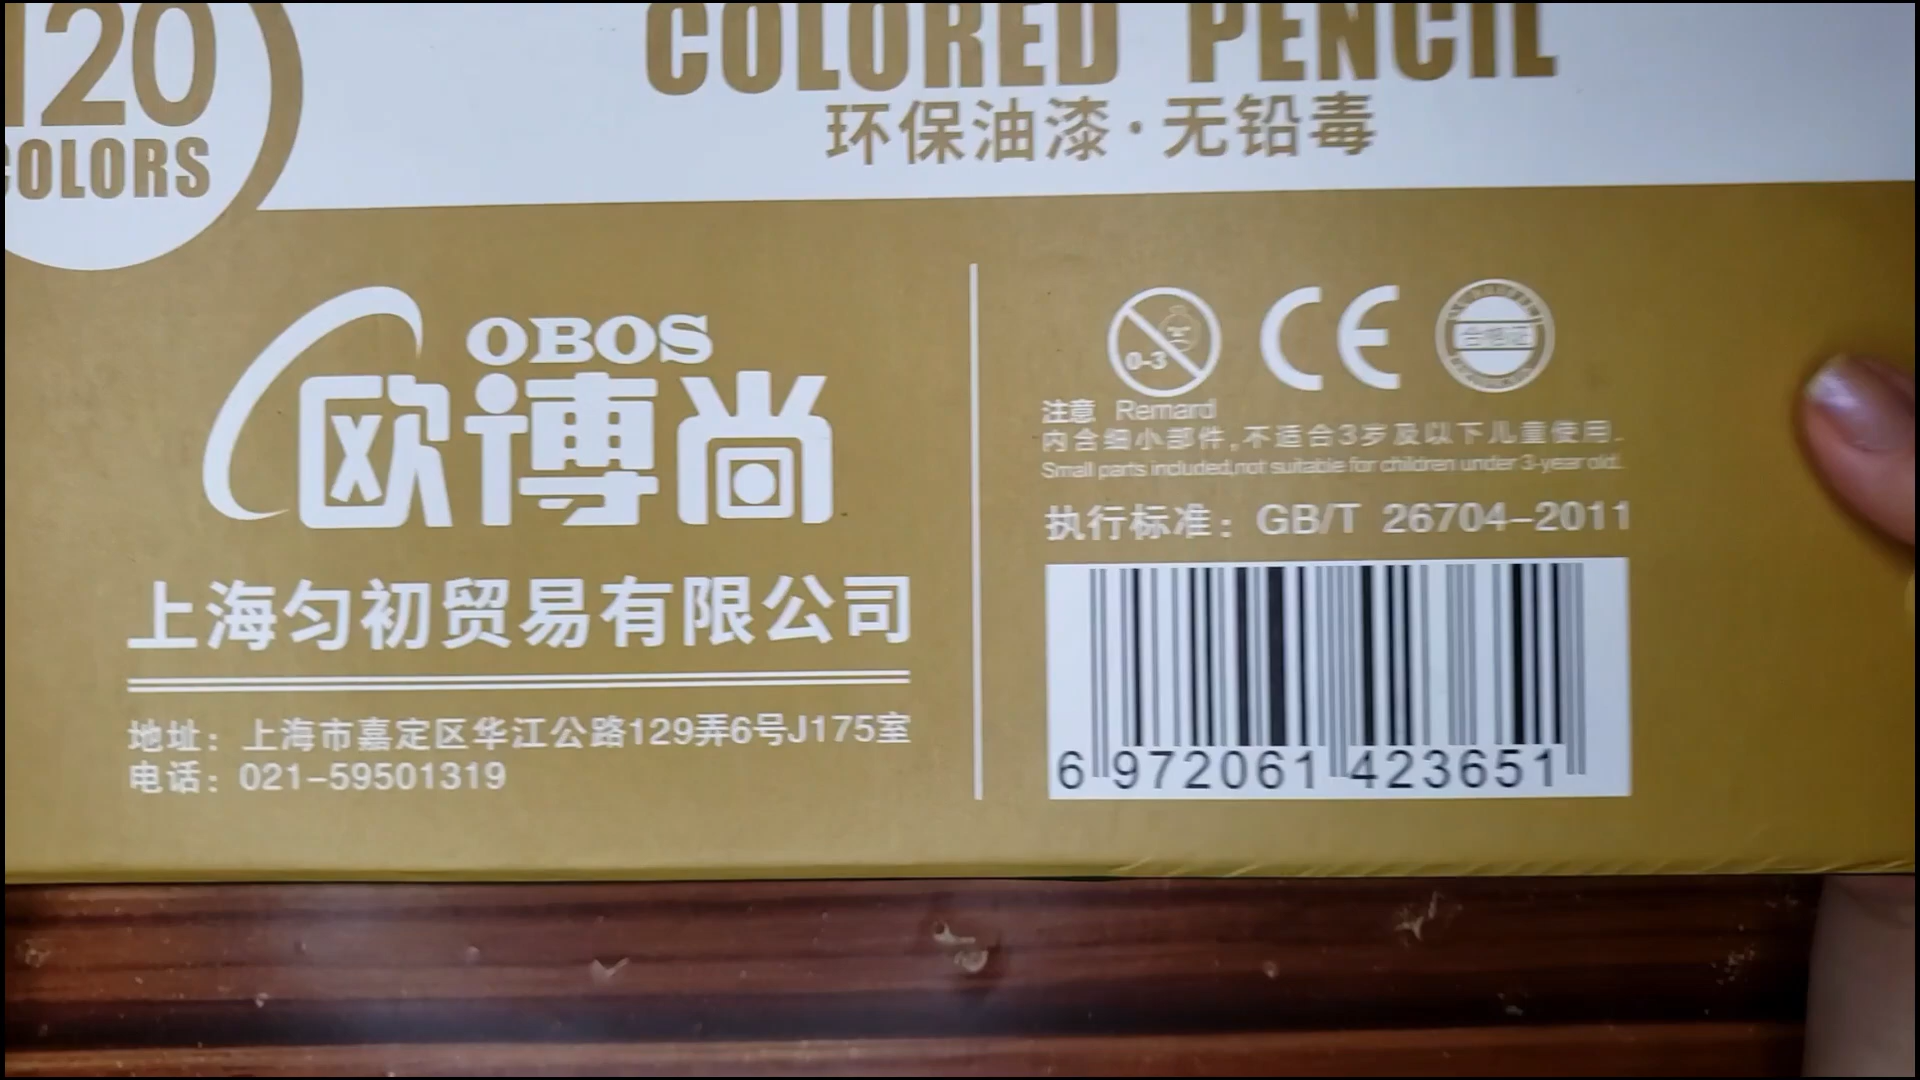 120
COLORS
COLORED PENCIL
环保油漆·无铅毒
OBOS
欧博尚
上海匀初贸易有限公司
地址：上海市嘉定区华江公路129弄6号J175室
电话：021-59501319
0-3
CE
合格证
注意 Remard
内含细小部件,不适合3岁及以下儿童使用.
Small parts included,not suitable for children under 3-year old.
执行标准：GB/T 26704-2011
6 972061 423651